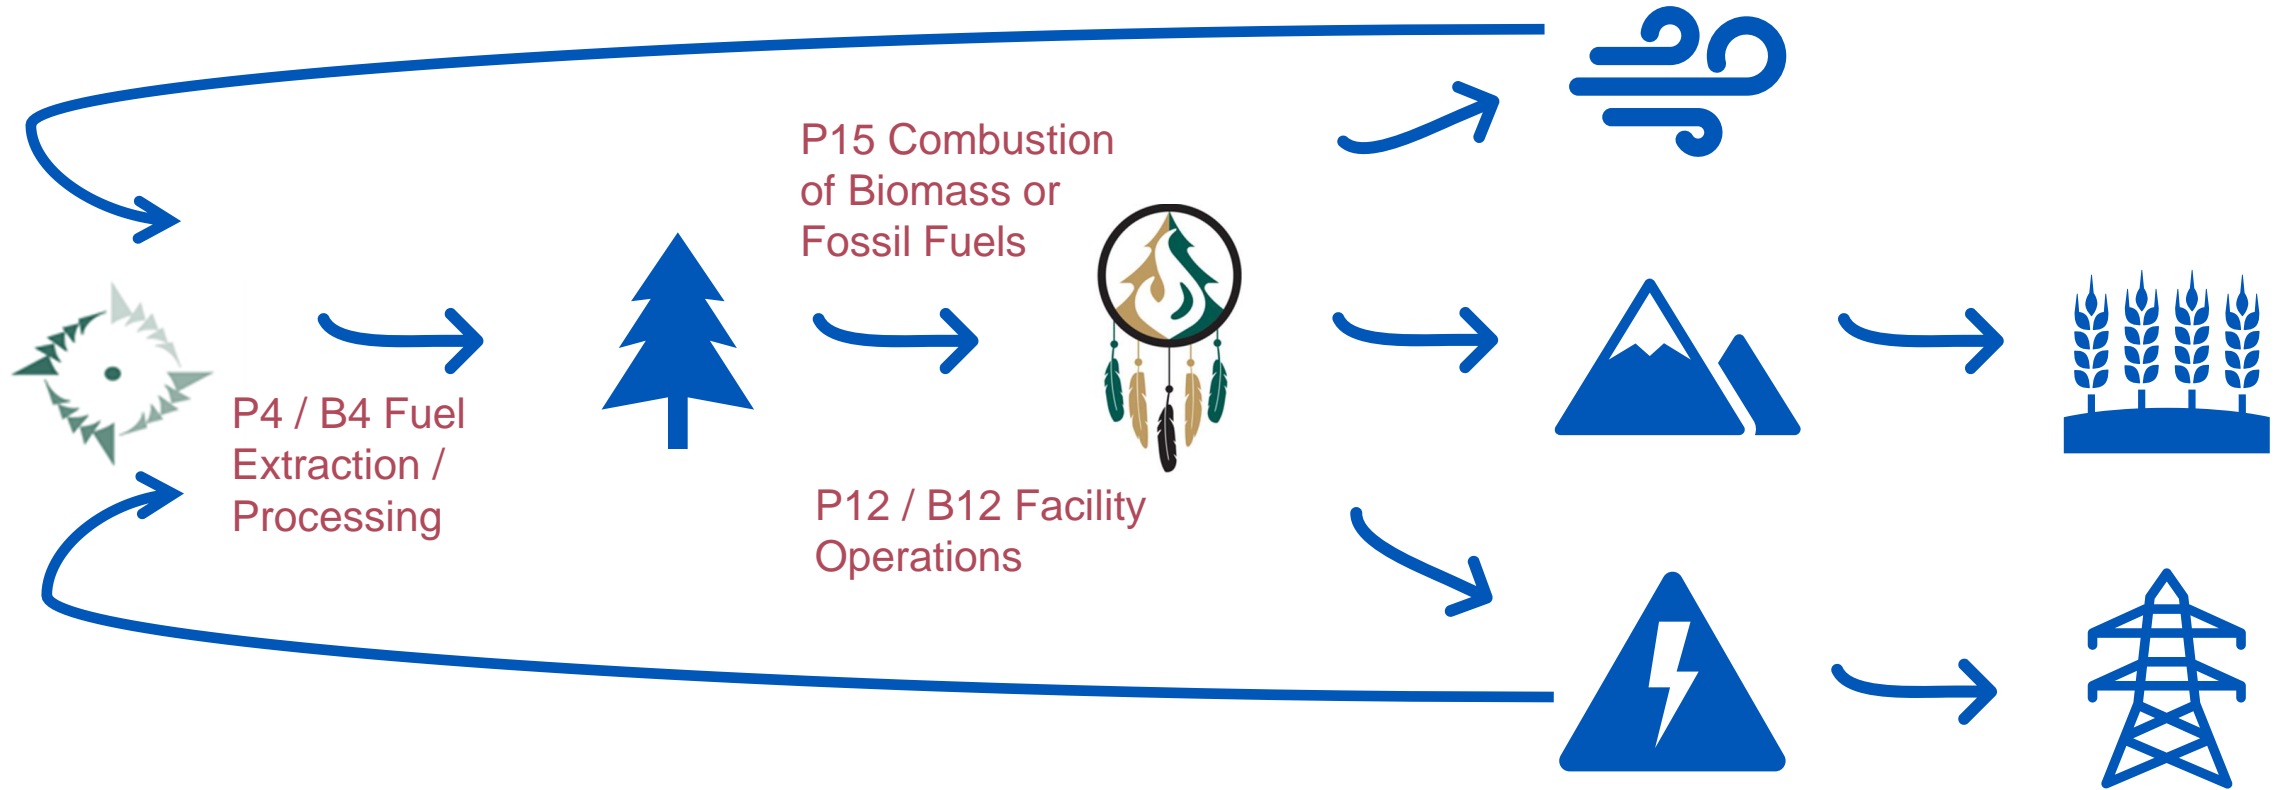 P15 Combustion
of Biomass or
Fossil Fuels
P4 / B4 Fuel
Extraction /
Processing
P12 / B12 Facility
Operations